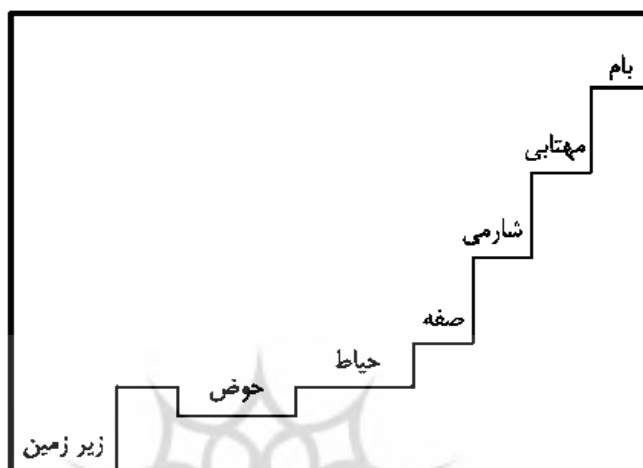 بام
مهتابی
شارمی
صفه
حیاط
حوض
زیر زمین